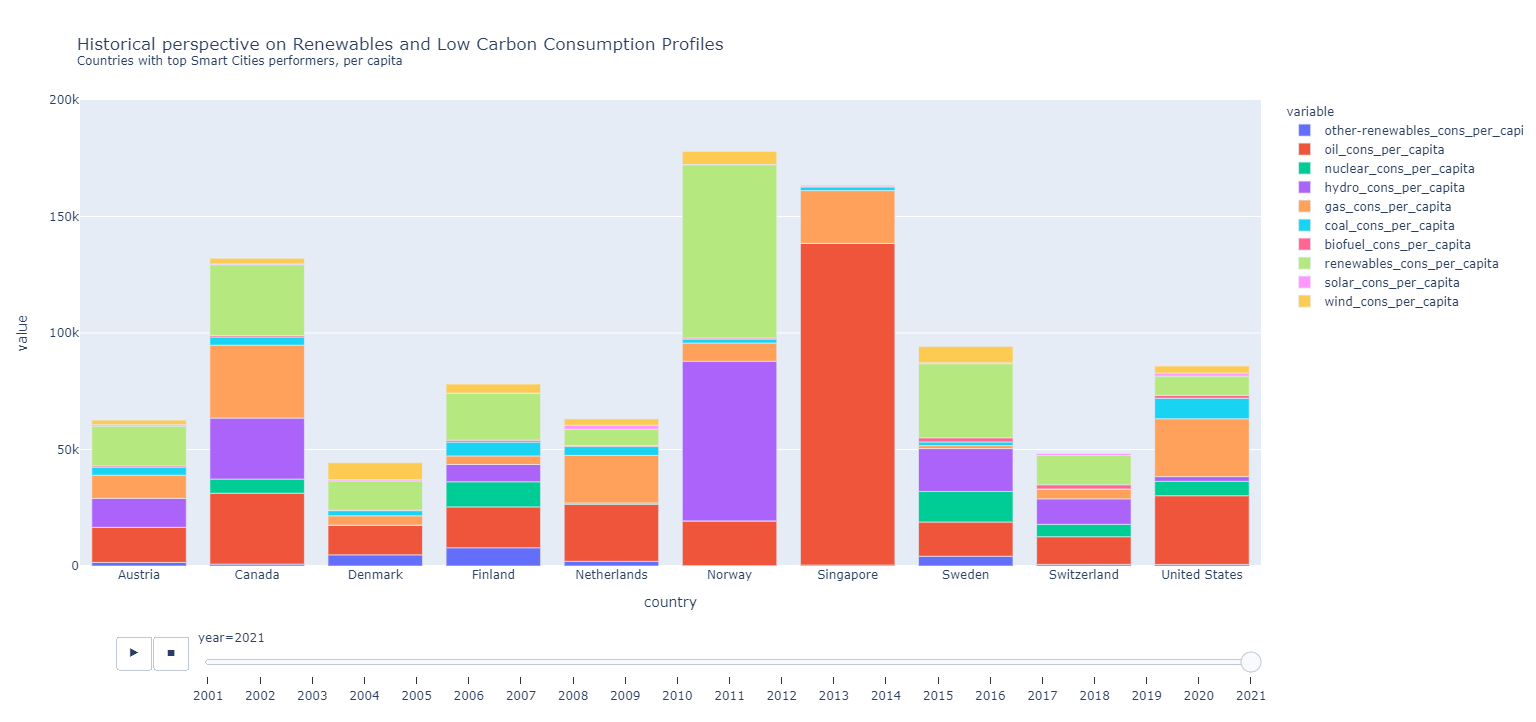 Historical perspective on Renewables and Low Carbon Consumption Profiles
Countries with top Smart Cities performers, per capita
200k
150k
100k
50k
0
value
Austria
Canada
Denmark
Finland
Netherlands
Norway
Singapore
Sweden
Switzerland
United States
country
variable
other-renewables_cons_per_capi
oil_cons_per_capita
nuclear_cons_per_capita
hydro_cons_per_capita
gas_cons_per_capita
coal_cons_per_capita
biofuel_cons_per_capita
renewables_cons_per_capita
solar_cons_per_capita
wind_cons_per_capita
year=2021
2001 2002 2003 2004 2005 2006 2007 2008 2009 2010 2011 2012 2013 2014 2015 2016 2017 2018 2019 2020 2021